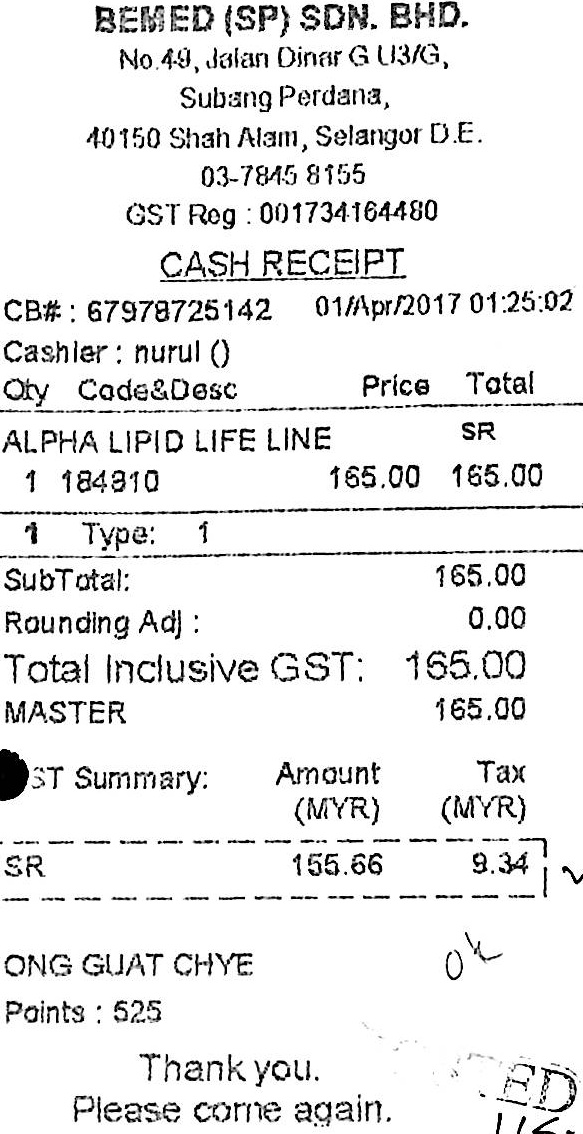 BEMED (SP) SDN. BHD.
No.49, Jalan Dinar G U3/G,
Subang Perdana,
40150 Shah Alam, Selangor D.E.
03-7845 8155
GST Reg : 001734164480
CASH RECEIPT
CB# : 67978725142 01/Apr/2017 01:25:02
Cashier : nurul ()
Qty Code&Desc Price Total
ALPHA LIPID LIFE LINE SR
1 184810 165.00 165.00
1 Type: 1
SubTotal: 165.00
Rounding Adj : 0.00
Total Inclusive GST: 165.00
MASTER 165.00
ST Summary: Amount Tax
(MYR) (MYR)
SR 155.66 9.34
ok
ONG GUAT CHYE
Points : 525
Thank you.
Please come again.